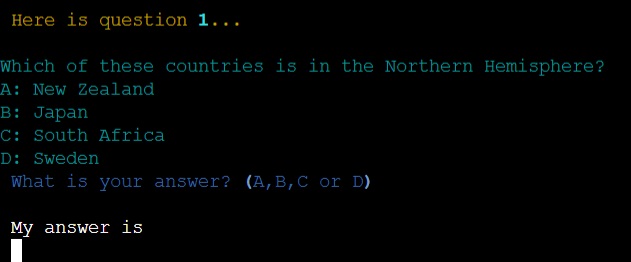 Here is question 1...
Which of these countries is in the Northern Hemisphere?
A: New Zealand
B: Japan
C: South Africa
D: Sweden
What is your answer? (A,B,C or D)
My answer is